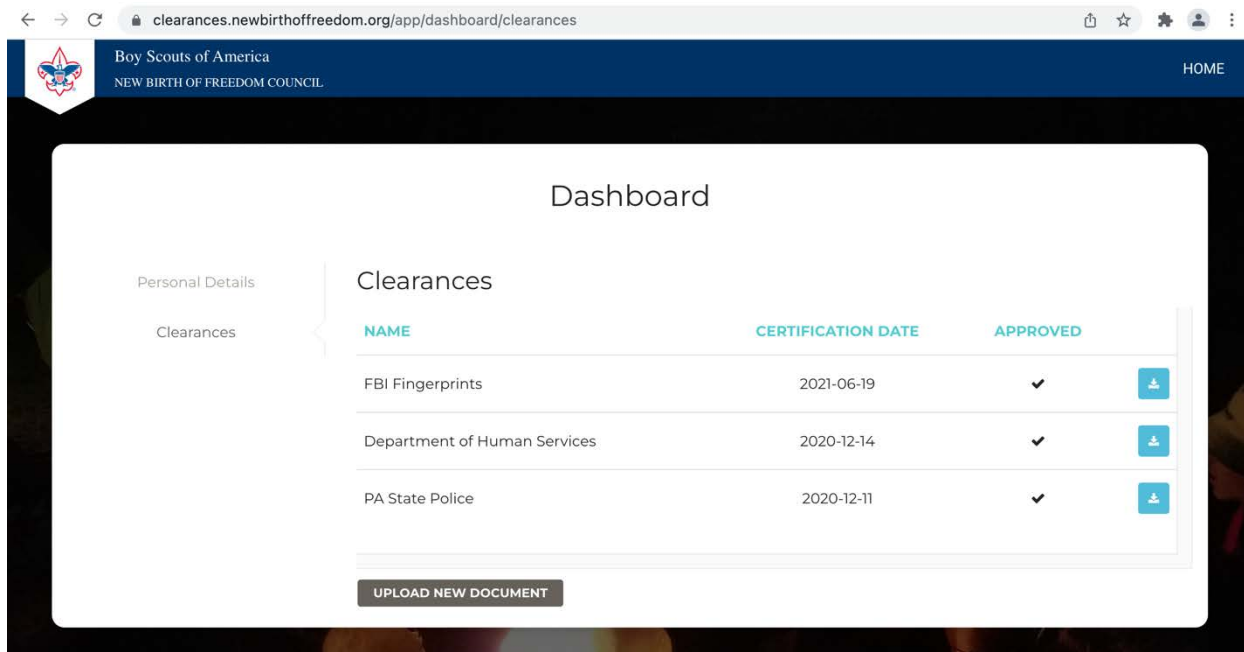 clearances.newbirthoffreedom.org/app/dashboard/clearances
Boy Scouts of America
NEW BIRTH OF FREEDOM COUNCIL
HOME
Dashboard
Personal Details
Clearances
Clearances
NAME CERTIFICATION DATE APPROVED
FBI Fingerprints 2021-06-19
Department of Human Services 2020-12-14
PA State Police 2020-12-11
UPLOAD NEW DOCUMENT